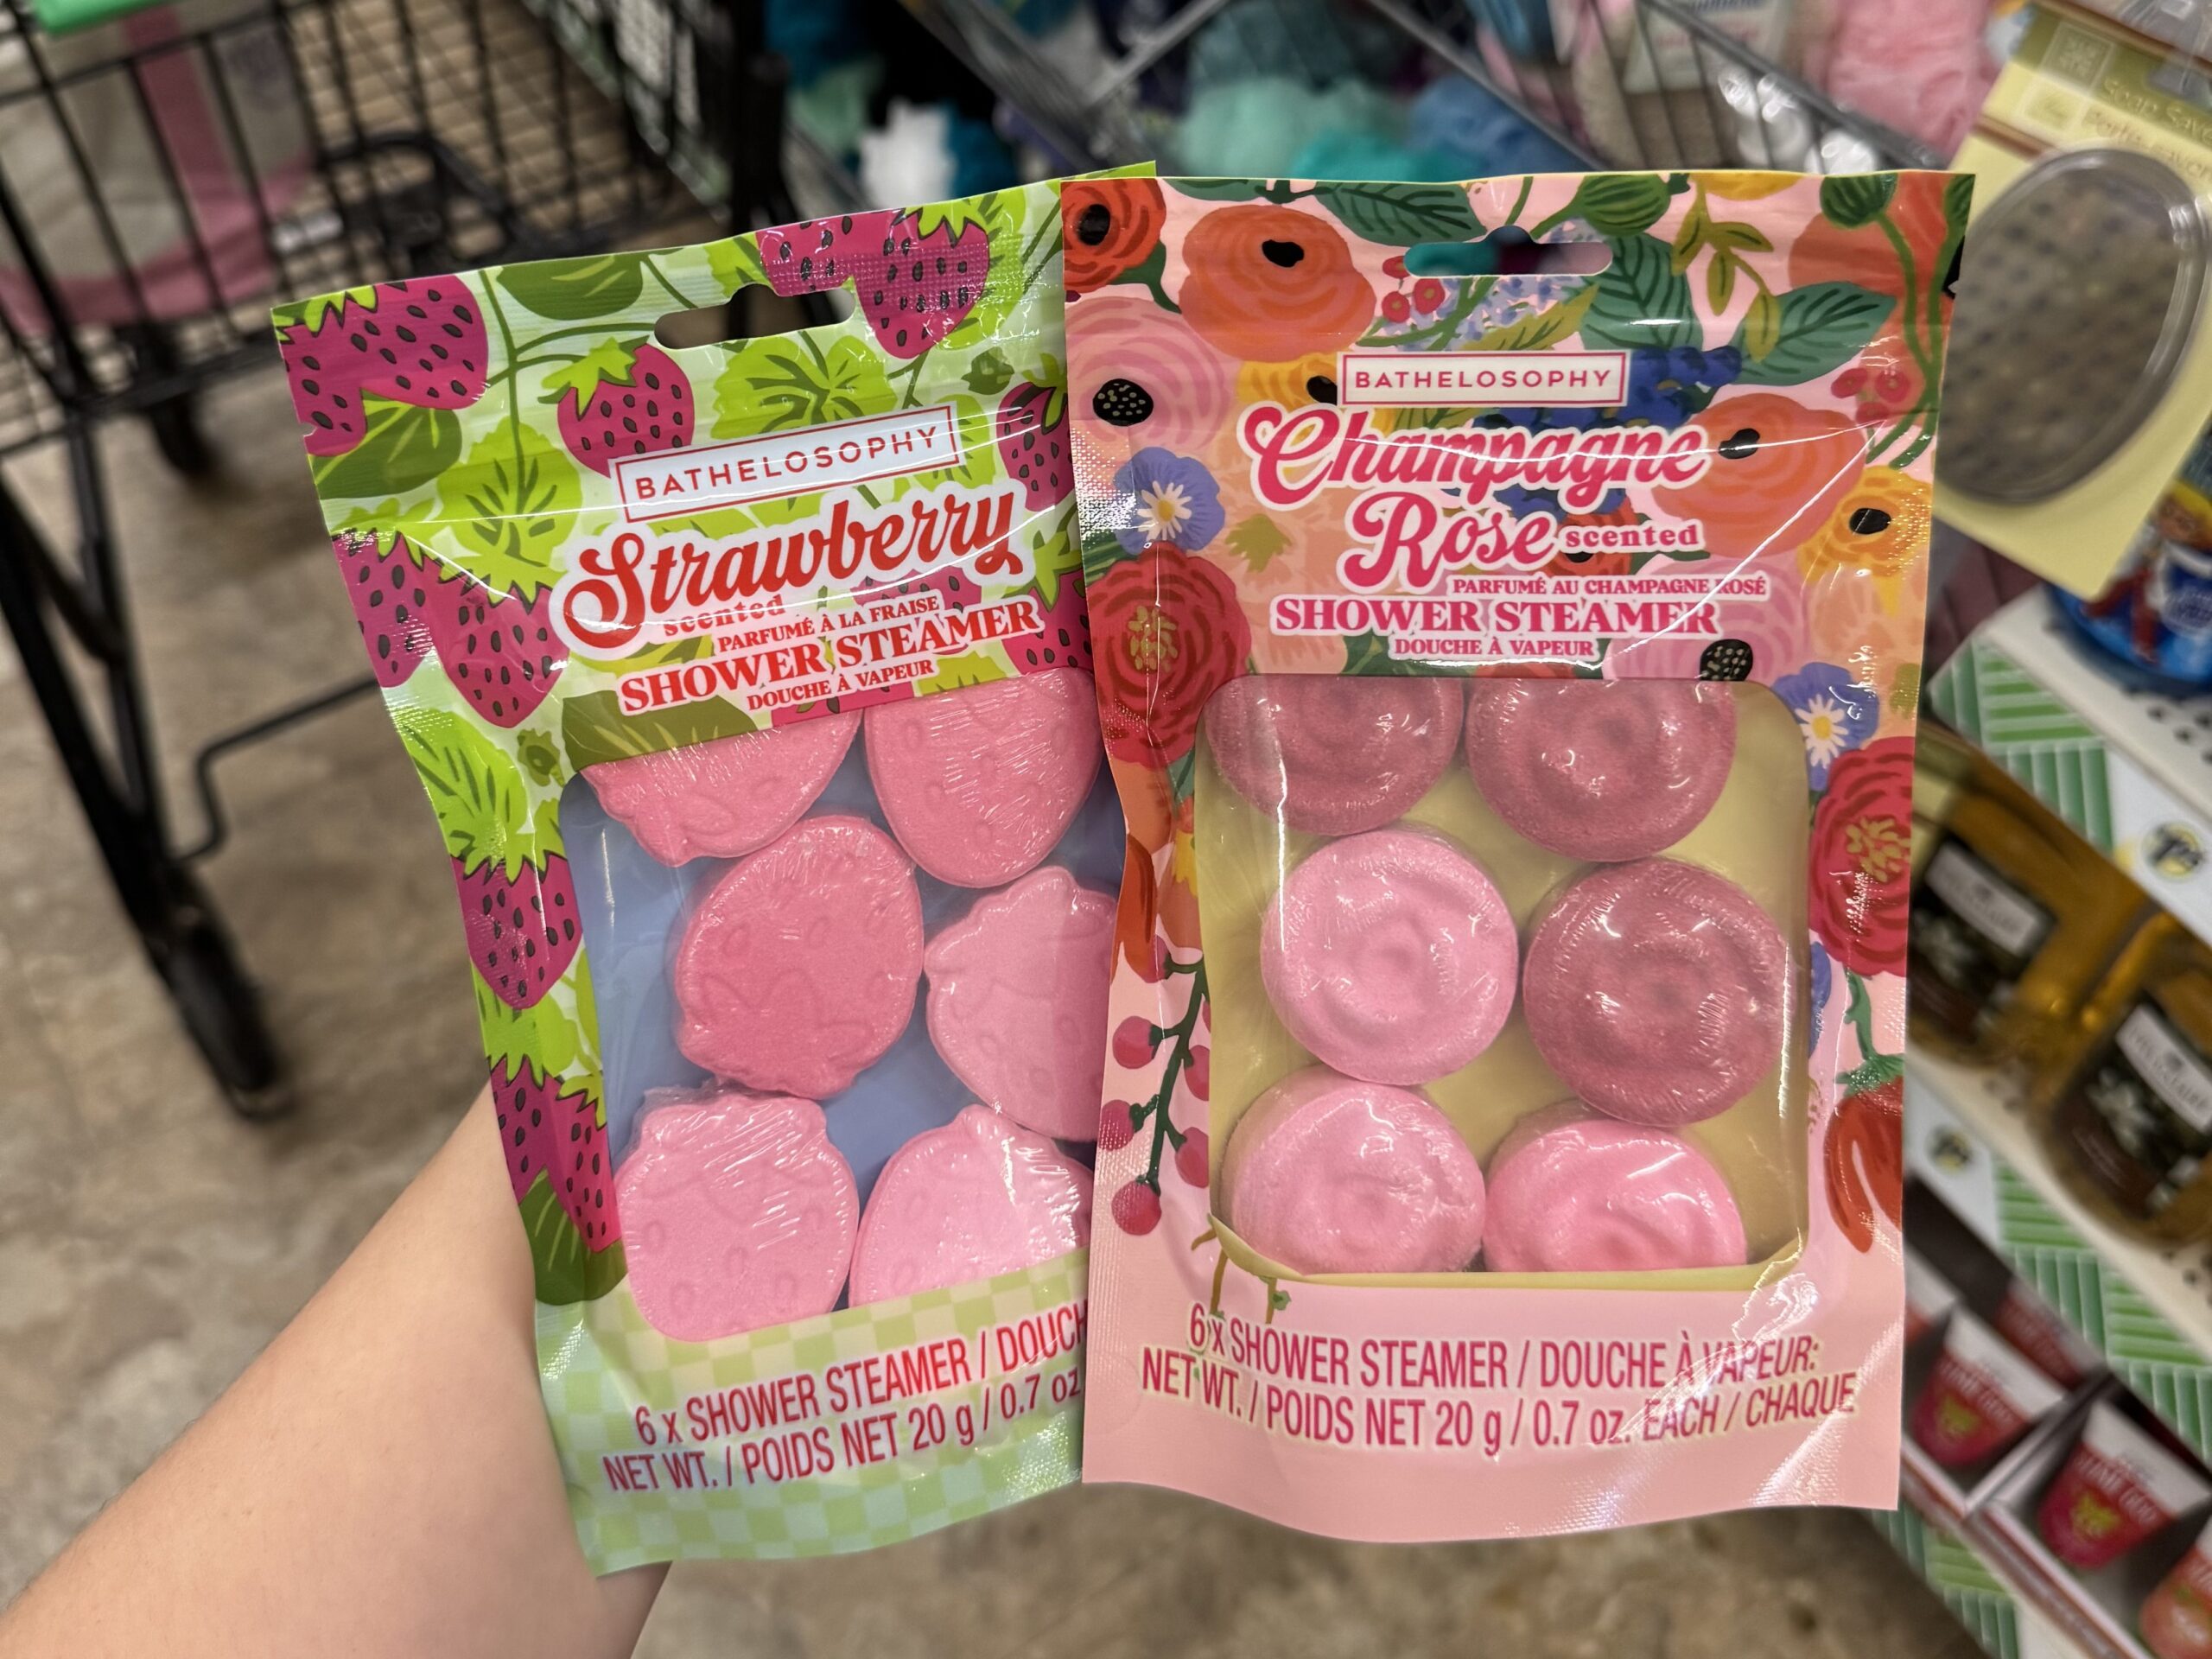 BATHELOSOPHY
Strawberry
scented
PARFUMÉ À LA FRAISE
SHOWER STEAMER
DOUCHE À VAPEUR
6 x SHOWER STEAMER / DOUCH
NET WT. / POIDS NET 20 g / 0.7 oz
BATHELOSOPHY
Champagne
Rose scented
PARFUMÉ AU CHAMPAGNE ROSÉ
SHOWER STEAMER
DOUCHE À VAPEUR
6 x SHOWER STEAMER / DOUCHE À VAPEUR:
NET WT. / POIDS NET 20 g / 0.7 oz. EACH / CHAQUE
Soap Sav